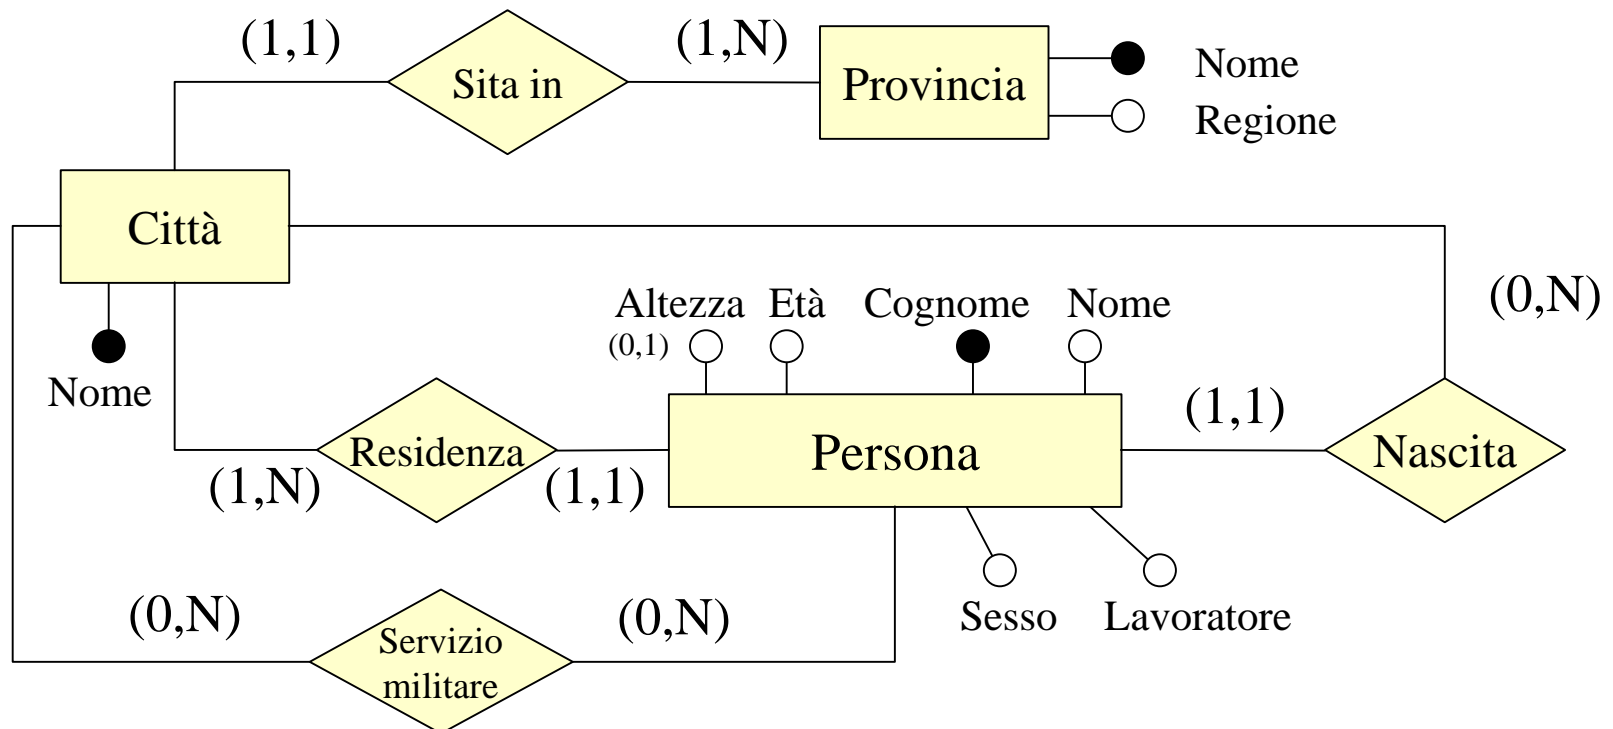 (1,1)
(1,N)
Sita in
Provincia
Nome
Regione
Città
(0,N)
Altezza
Età
Cognome
Nome
(0,1)
Nome
(1,1)
Residenza
Persona
Nascita
(1,N)
(1,1)
(0,N)
(0,N)
Sesso
Lavoratore
Servizio
militare